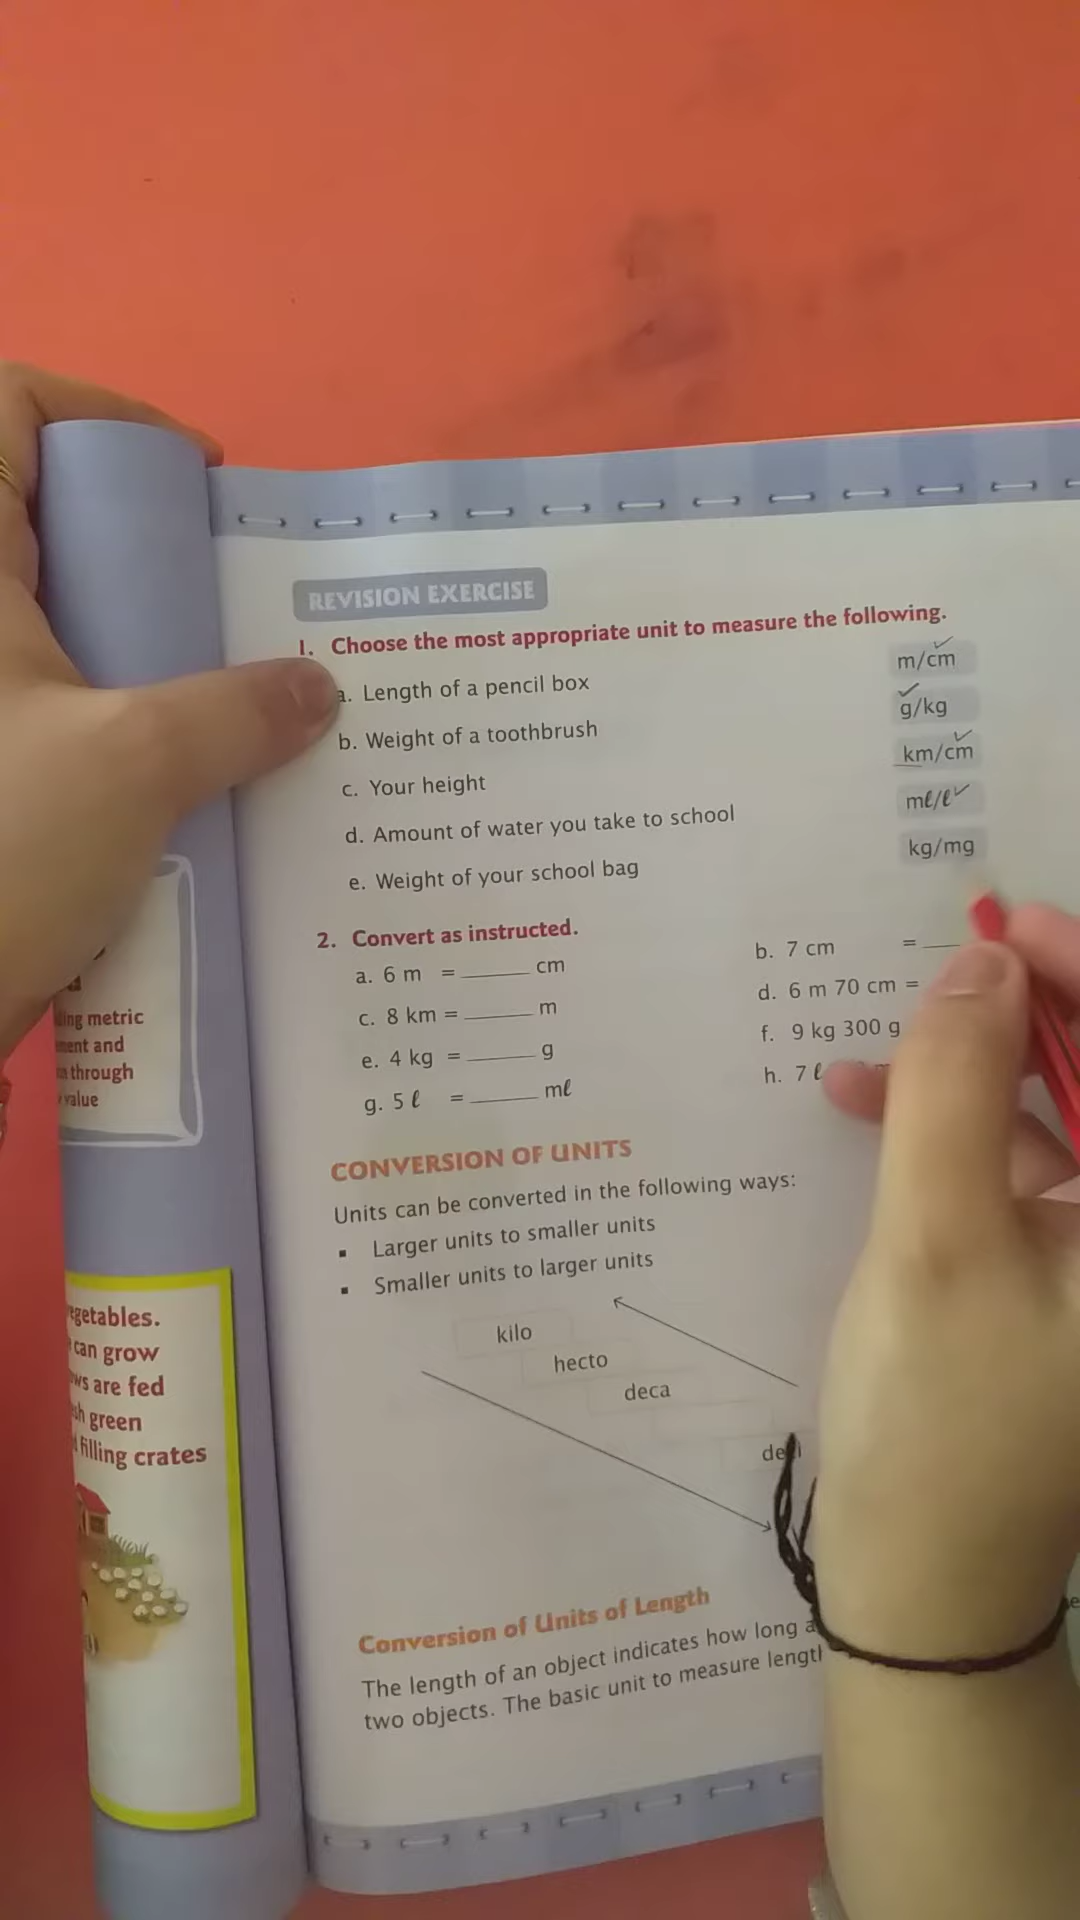 REVISION EXERCISE
1. Choose the most appropriate unit to measure the following.
a. Length of a pencil box m/cm
b. Weight of a toothbrush g/kg
c. Your height km/cm
d. Amount of water you take to school mℓ/ℓ
e. Weight of your school bag kg/mg
2. Convert as instructed.
a. 6 m = ______ cm b. 7 cm = ____
c. 8 km = ______ m d. 6 m 70 cm =
e. 4 kg = ______ g f. 9 kg 300 g
g. 5 ℓ = ______ mℓ h. 7 ℓ
CONVERSION OF UNITS
Units can be converted in the following ways:
▪ Larger units to smaller units
▪ Smaller units to larger units
kilo
hecto
deca
Conversion of Units of Length
The length of an object indicates how long
two objects. The basic unit to measure
metric
and
through
value
vegetables.
can grow
are fed
green
filling crates